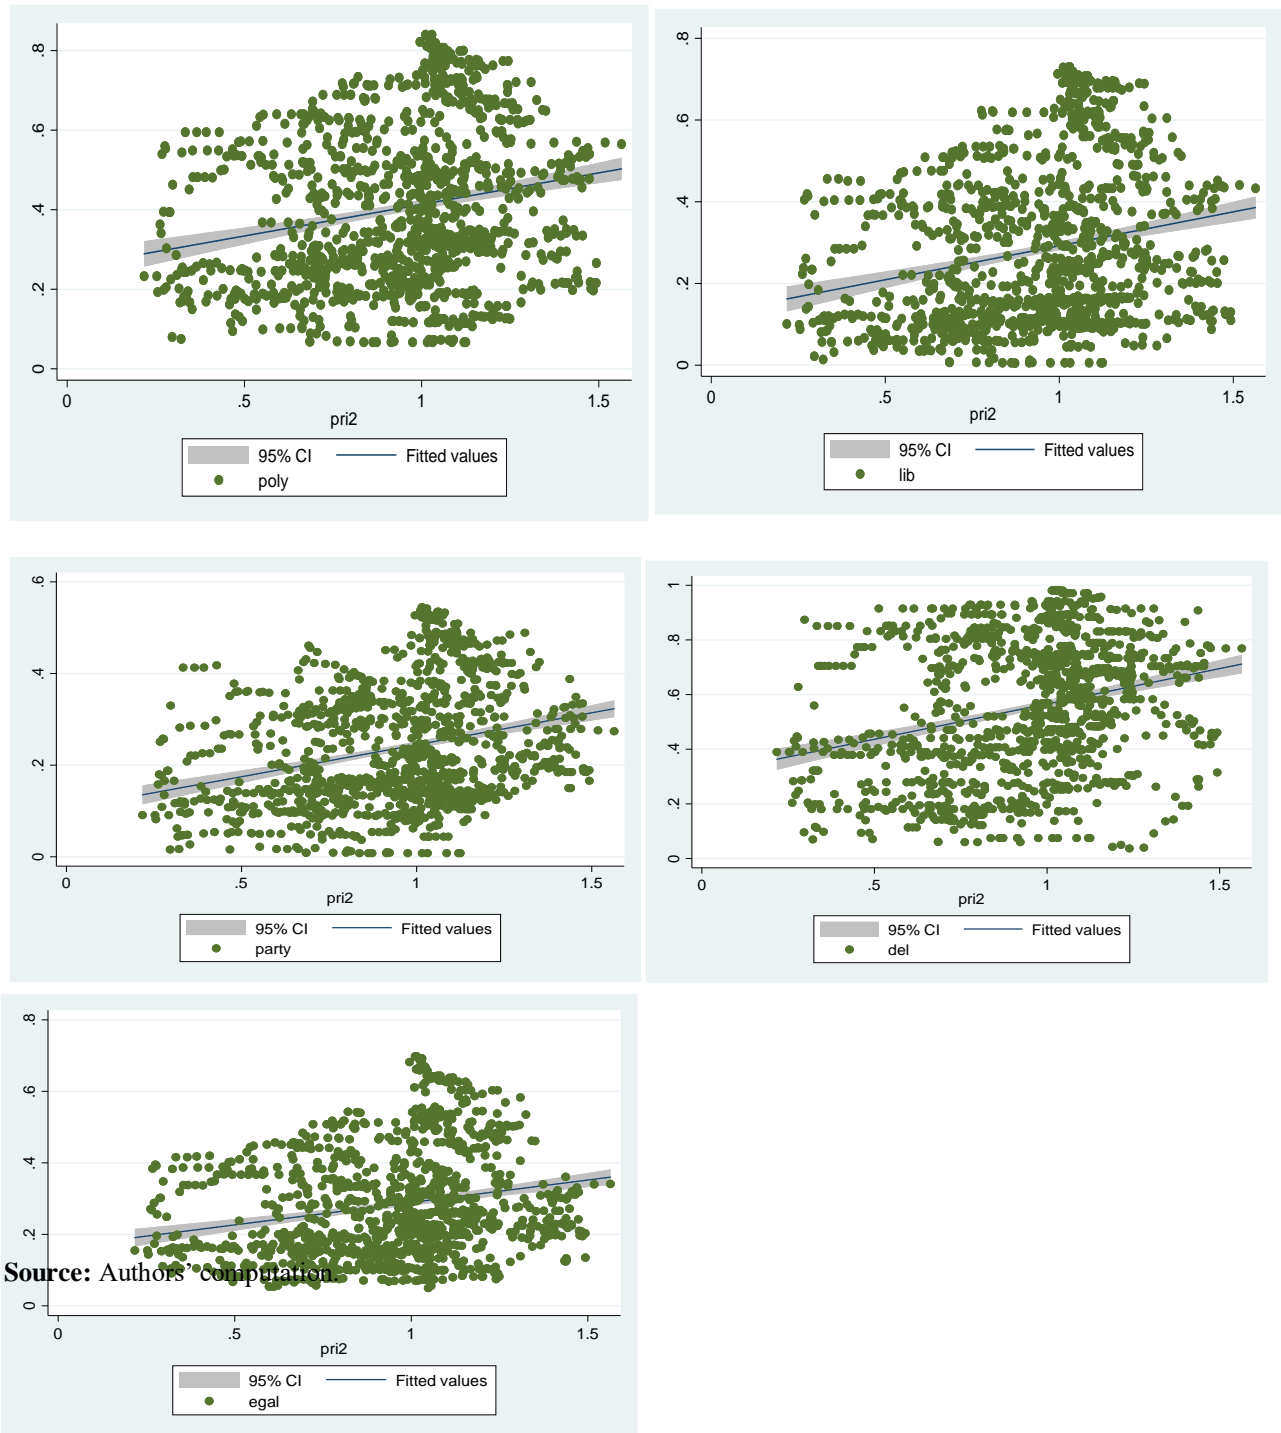 .8
.6
.4
.2
0
0 .5 1 1.5
pri2
95% CI Fitted values
poly
.8
.6
.4
.2
0
0 .5 1 1.5
pri2
95% CI Fitted values
lib
.6
.4
.2
0
0 .5 1 1.5
pri2
95% CI Fitted values
party
1
.8
.6
.4
.2
0
0 .5 1 1.5
pri2
95% CI Fitted values
del
.8
.6
.4
.2
Source: Authors’ computation.
0
0 .5 1 1.5
pri2
95% CI Fitted values
egal